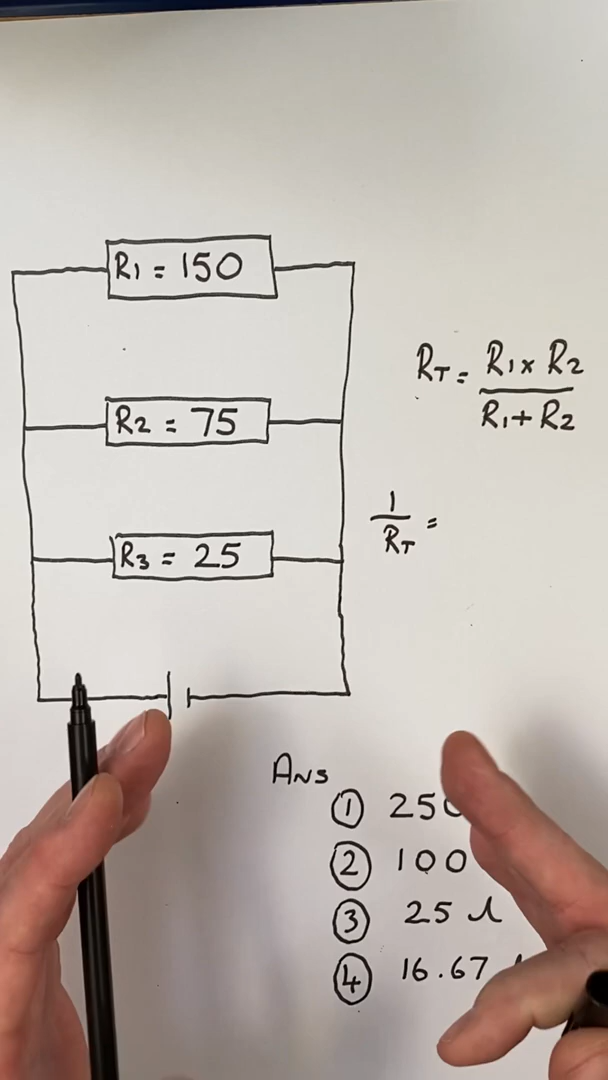 R1 = 150
R2 = 75
R3 = 25
RT = R1 x R2
R1 + R2
1
RT =
Ans
① 250
② 100
③ 25 Ω
④ 16.67